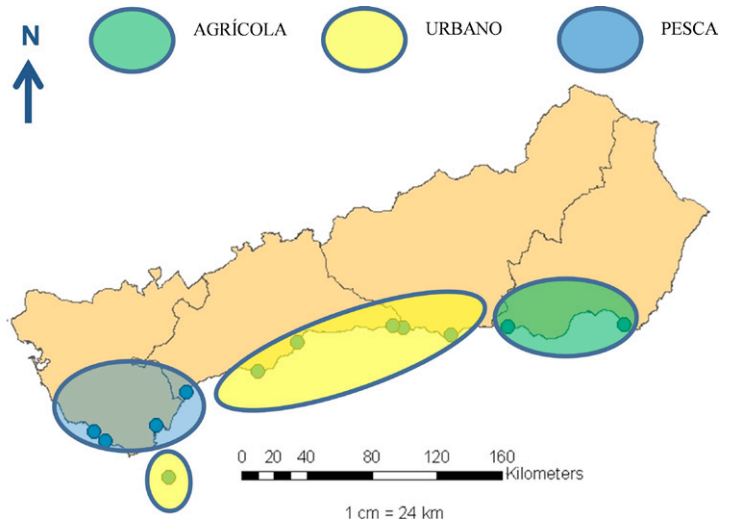 AGRÍCOLA URBANO PESCA
N
0 20 40 80 120 160
Kilometers
1 cm = 24 km